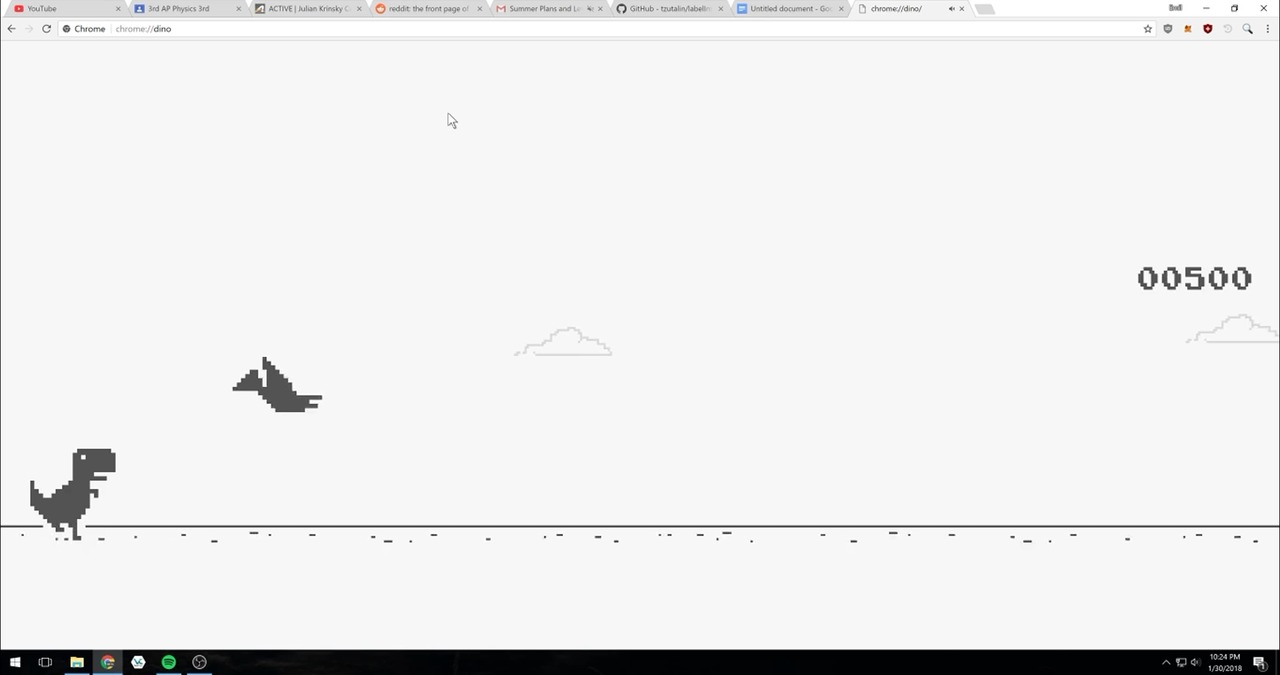 YouTube
3rd AP Physics 3rd
ACTIVE | Julian Krinsky C
reddit: the front page of
Summer Plans and Le
GitHub - tzutalin/labelIm
Untitled document - Goo
chrome://dino/
Chrome
chrome://dino
00500
10:24 PM
1/30/2018